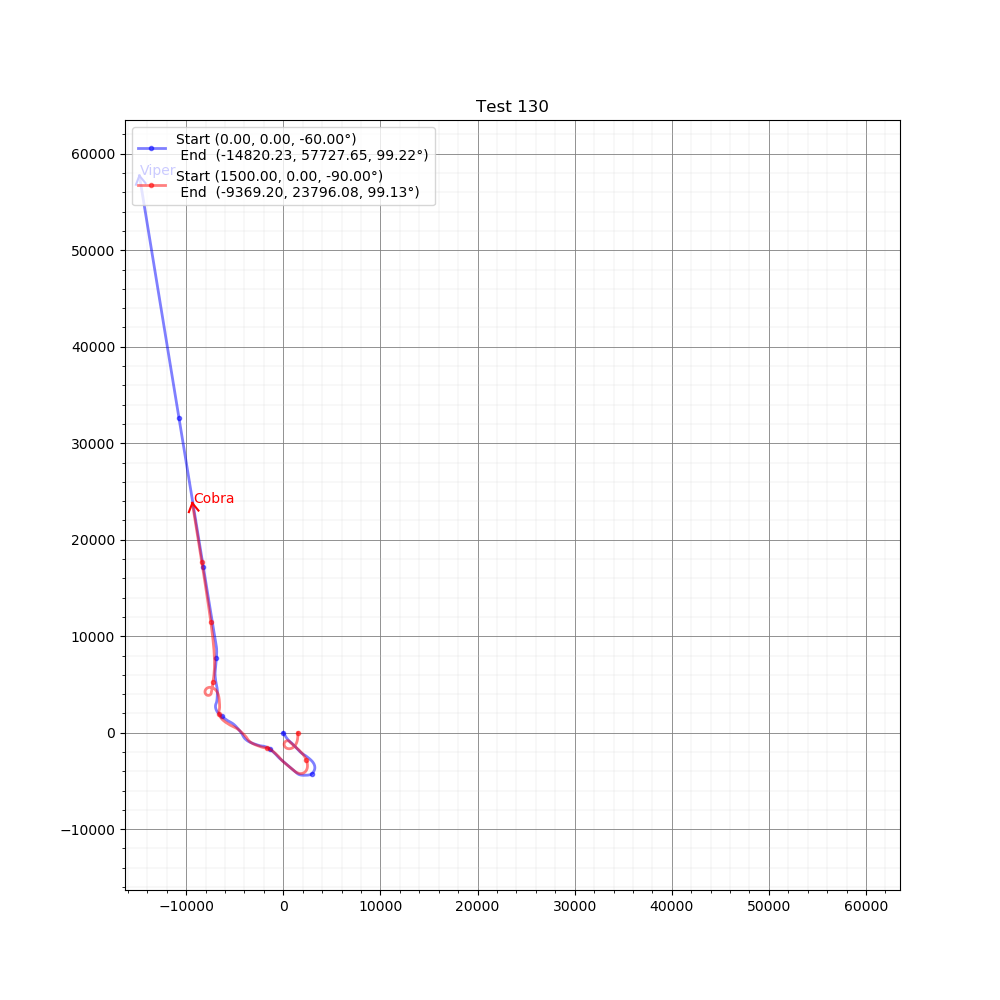 Test 130
Start (0.00, 0.00, -60.00°)
End (-14820.23, 57727.65, 99.22°)
Start (1500.00, 0.00, -90.00°)
End (-9369.20, 23796.08, 99.13°)
Viper
Cobra
60000
50000
40000
30000
20000
10000
0
−10000
−10000 0 10000 20000 30000 40000 50000 60000